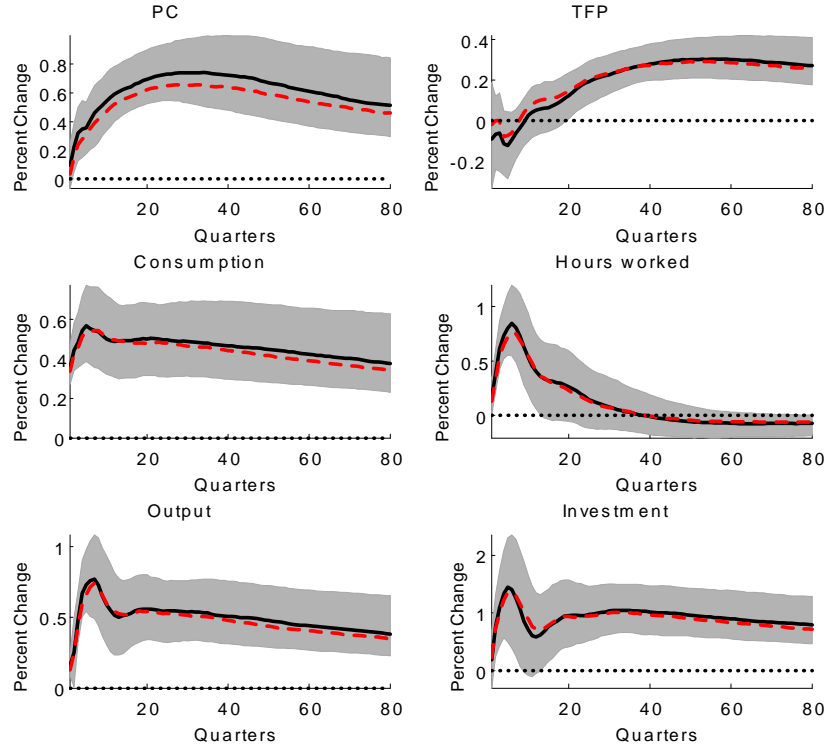 PC
Percent Change
0.8
0.6
0.4
0.2
0
20
40
60
80
Quarters
TFP
Percent Change
0.4
0.2
0
-0.2
20
40
60
80
Quarters
Consumption
Percent Change
0.6
0.4
0.2
0
20
40
60
80
Quarters
Hours worked
Percent Change
1
0.5
0
20
40
60
80
Quarters
Output
Percent Change
1
0.5
0
20
40
60
80
Quarters
Investment
Percent Change
2
1
0
20
40
60
80
Quarters